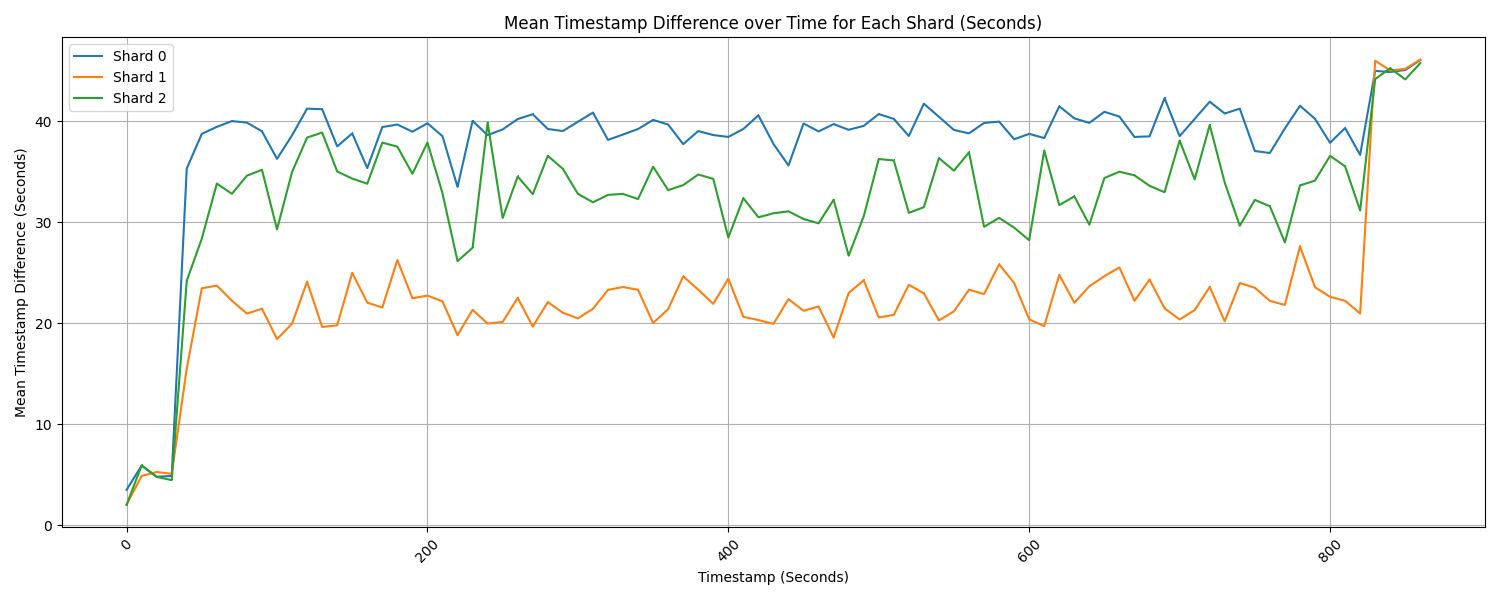 Mean Timestamp Difference over Time for Each Shard (Seconds)
Shard 0
Shard 1
Shard 2
Mean Timestamp Difference (Seconds)
40
30
20
10
0
0
200
400
600
800
Timestamp (Seconds)